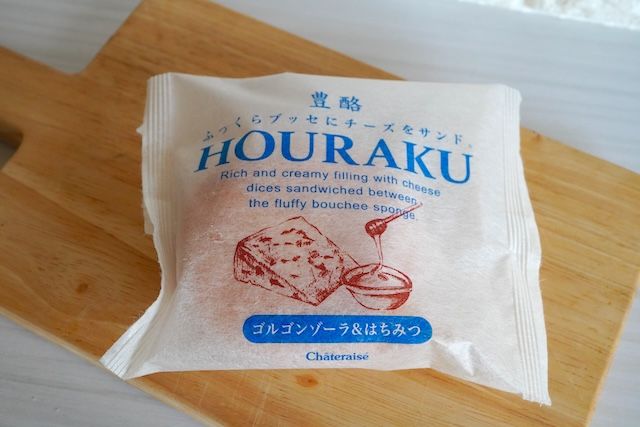 豊酪
ふっくらブッセにチーズをサンド。
HOURAKU
Rich and creamy filling with cheese
dices sandwiched between
the fluffy bouchee sponge.
ゴルゴンゾーラ&はちみつ
Châteraisé